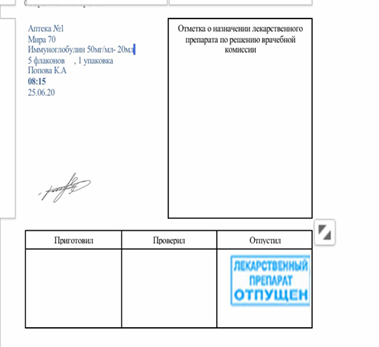 Аптека №1
Мира 70
Иммуноглобулин 50мг/мл- 20мл
5 флаконов , 1 упаковка
Попова К.А
08:15
25.06.20
Отметка о назначении лекарственного
препарата по решению врачебной
комиссии
Приготовил Проверил Отпустил
ЛЕКАРСТВЕННЫЙ
ПРЕПАРАТ
ОТПУЩЕН